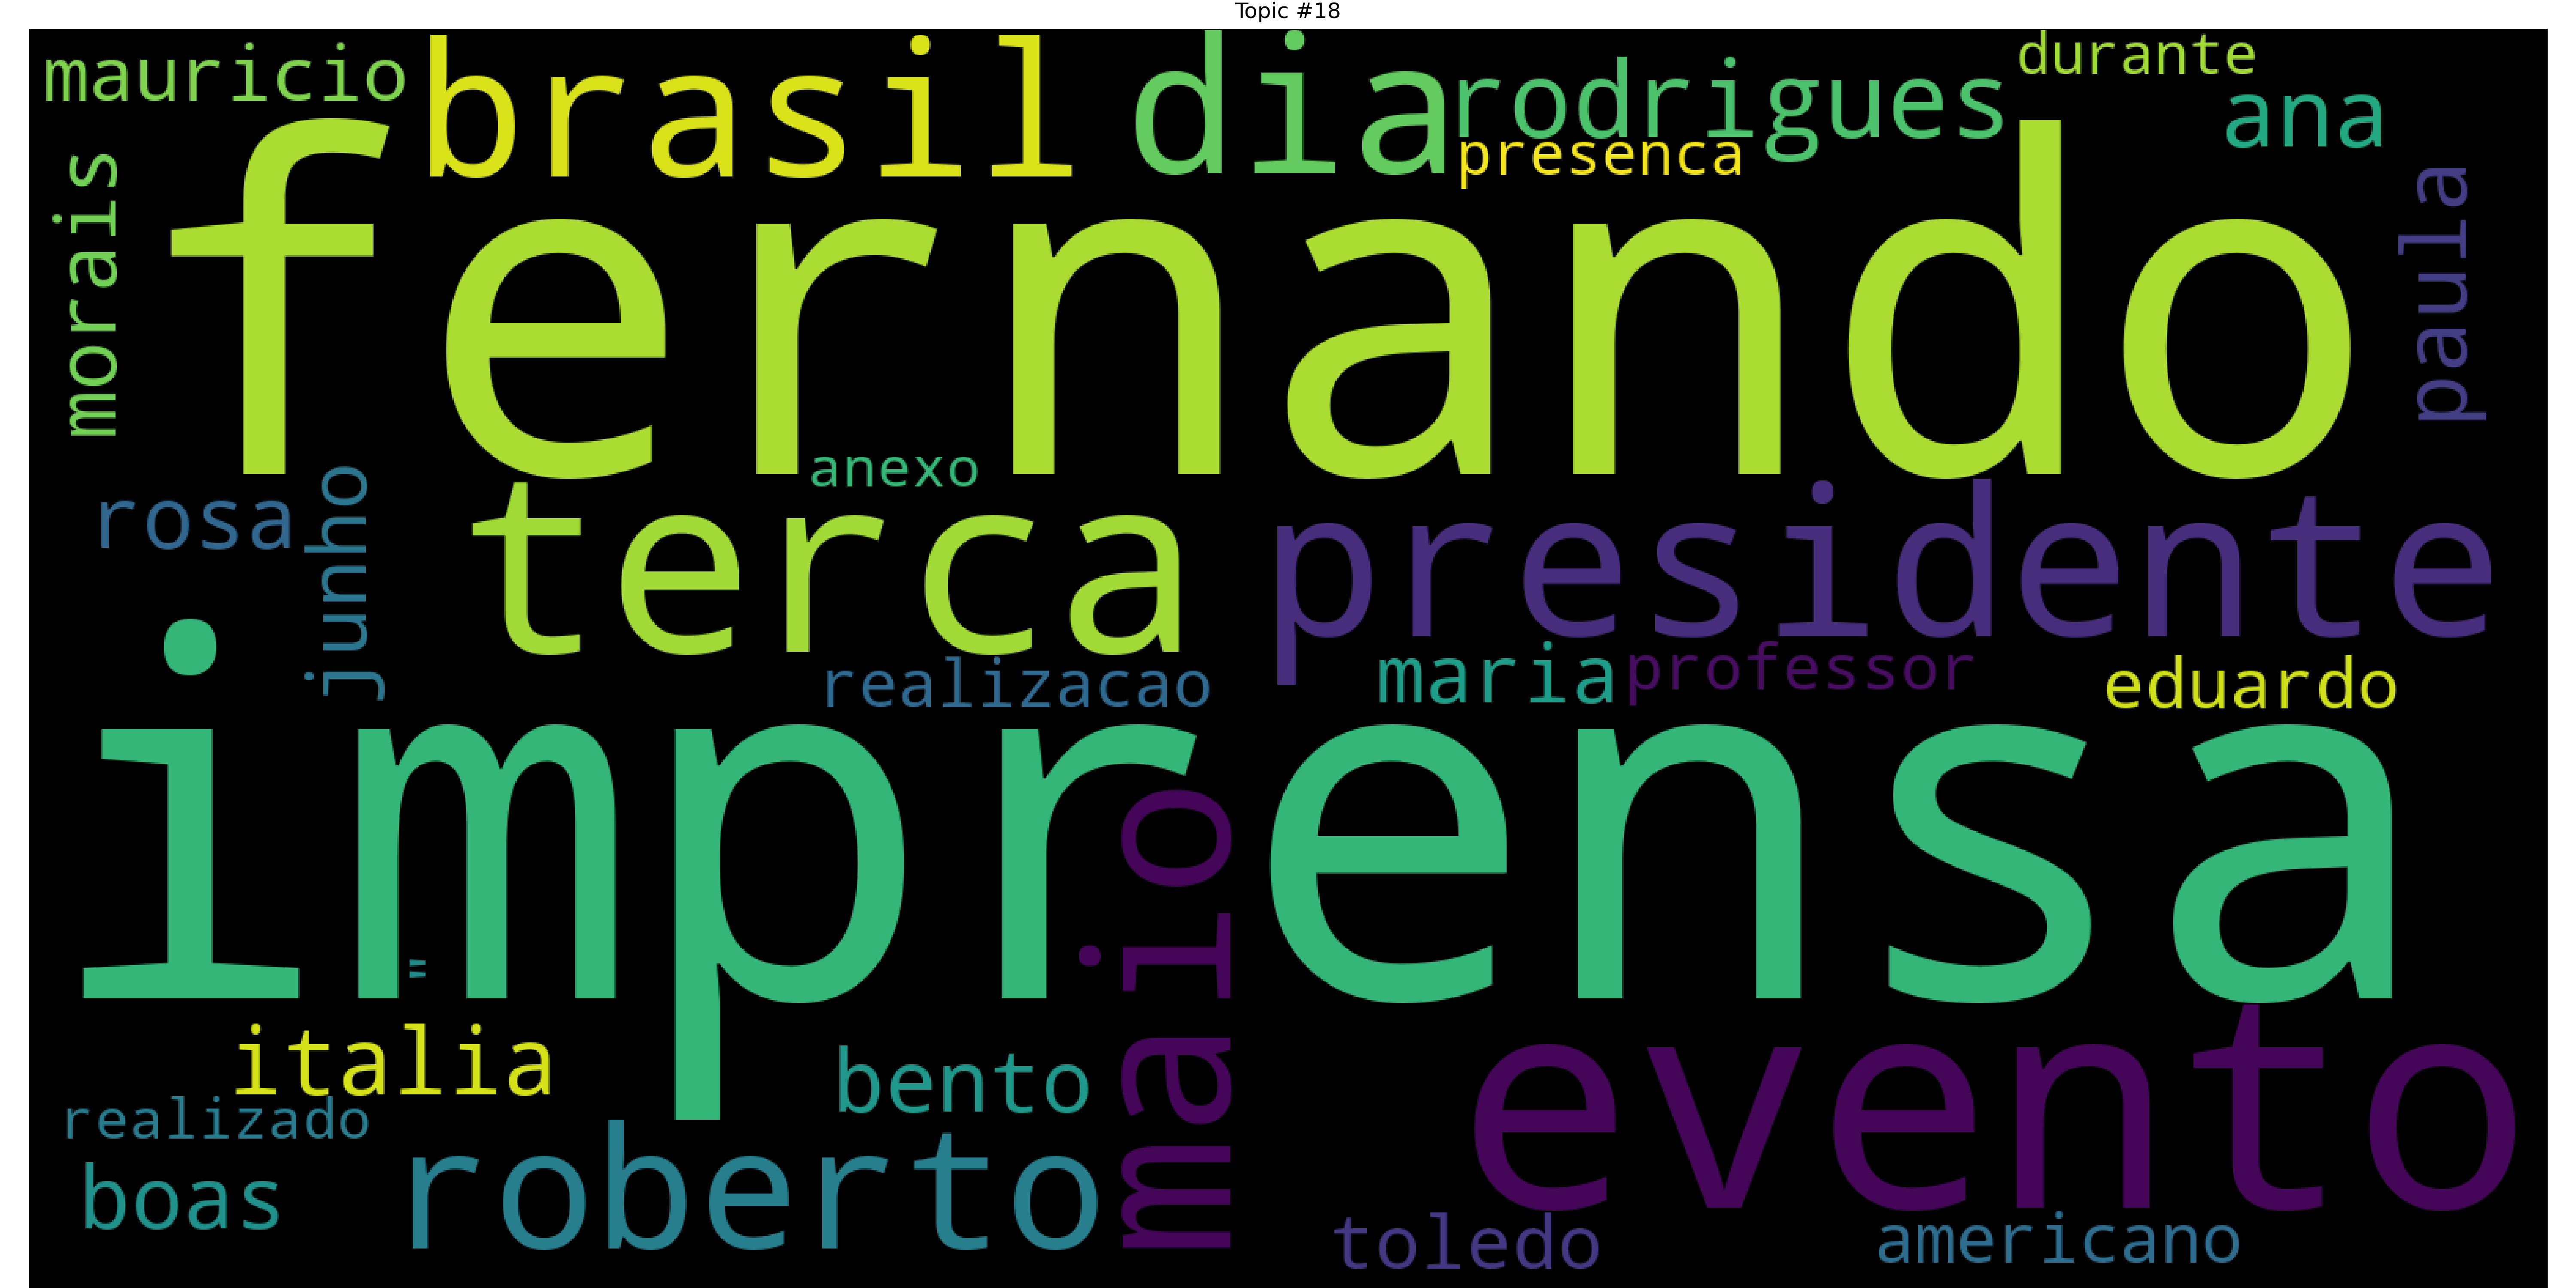 Topic #18
mauricio
brasil
dia
rodrigues
durante
ana
presenca
morais
fernando
paula
anexo
rosa
junho
terca
presidente
realizacao
maria
professor
eduardo
imprensa
maio
"
italia
bento
evento
realizado
boas
roberto
toledo
americano